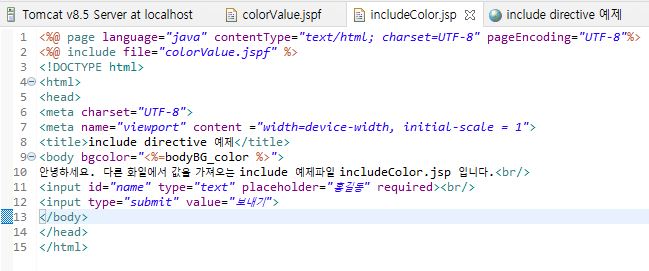 Tomcat v8.5 Server at localhost colorValue.jspf includeColor.jsp include directive 예제
1 <%@ page language="java" contentType="text/html; charset=UTF-8" pageEncoding="UTF-8"%>
2 <%@ include file="colorValue.jspf" %>
3 <!DOCTYPE html>
4 <html>
5 <head>
6 <meta charset="UTF-8">
7 <meta name="viewport" content ="width=device-width, initial-scale = 1">
8 <title>include directive 예제</title>
9 <body bgcolor="<%=bodyBG_color %>">
10 안녕하세요. 다른 화일에서 값을 가져오는 include 예제파일 includeColor.jsp 입니다.<br/>
11 <input id="name" type="text" placeholder="홍길동" required><br/>
12 <input type="submit" value="보내기">
13 </body>
14 </head>
15 </html>